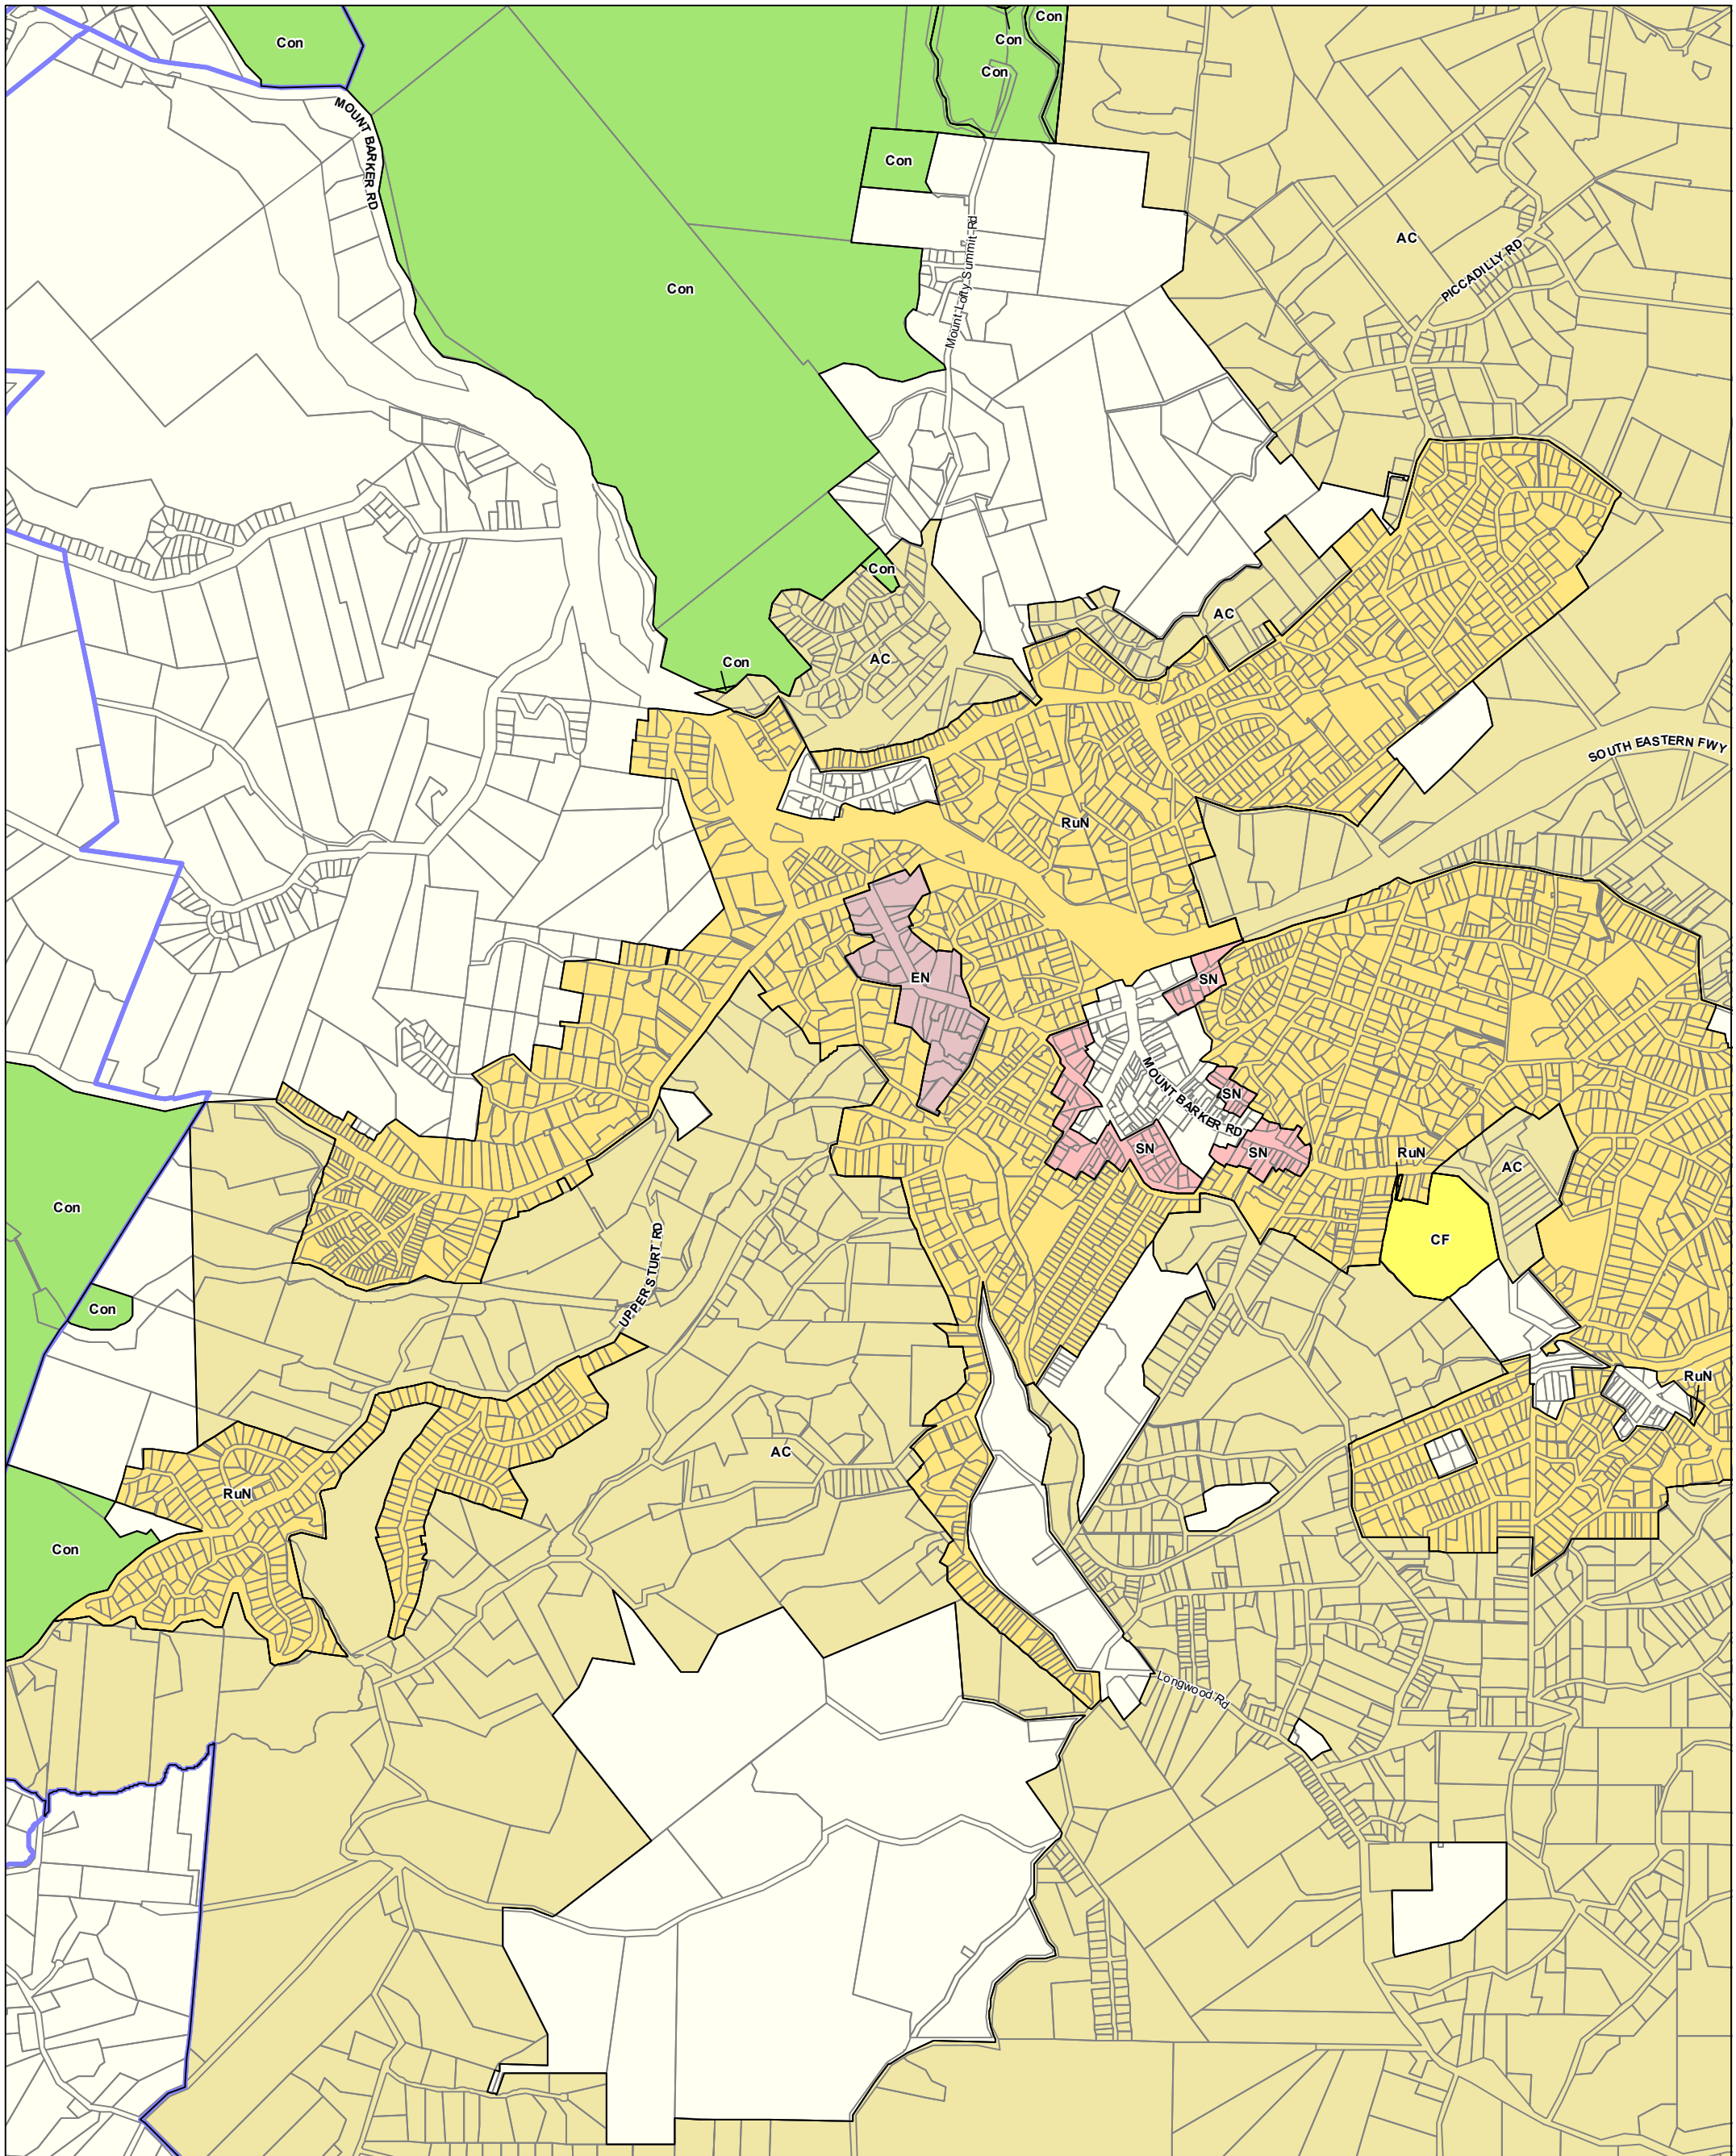 Con
Con
Con
Con
MOUNT BARKER RD
Con
Mount Lofty Summit Rd
AC
PICCADILLY RD
Con
Con
AC
AC
Con
SOUTH EASTERN FWY
RuN
EN
SN
MOUNT BARKER RD
SN
SN
SN
RuN
AC
Con
CF
UPPER STURT RD
Con
RuN
AC
RuN
Con
Longwood Rd